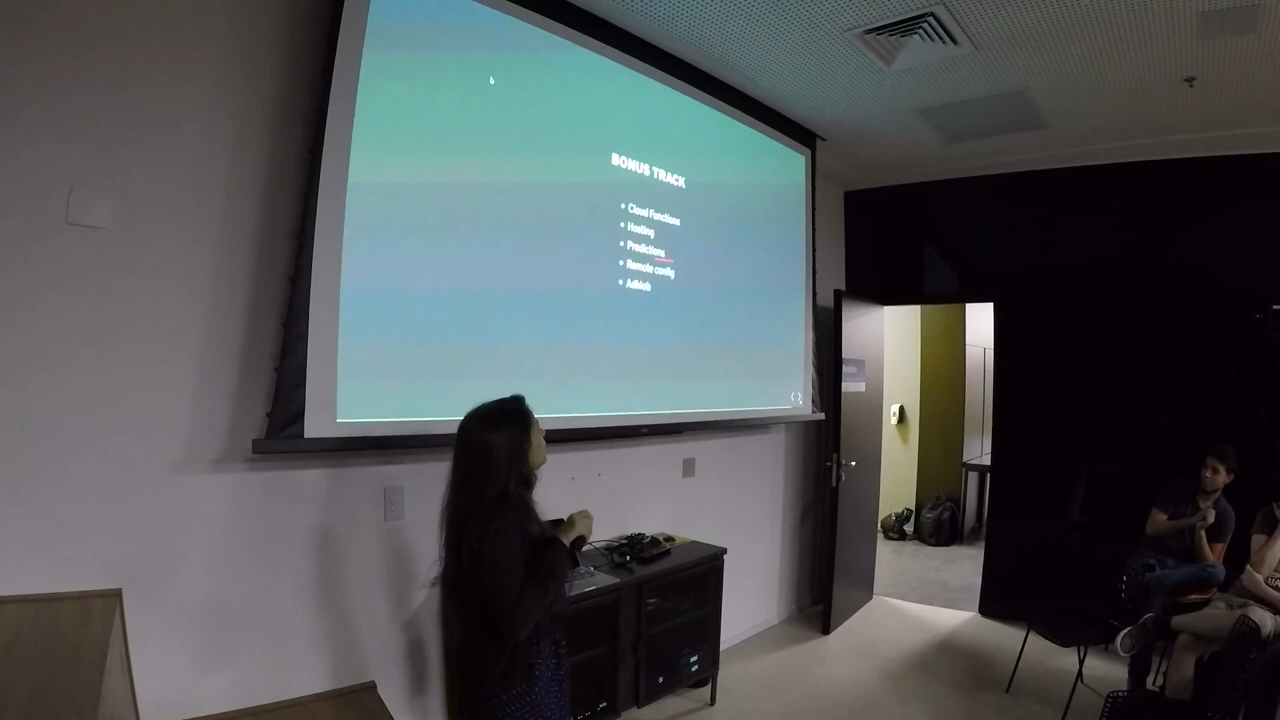 BONUS TRACK
• Cloud Functions
• Hosting
• Predictions
• Remote config
• AdMob